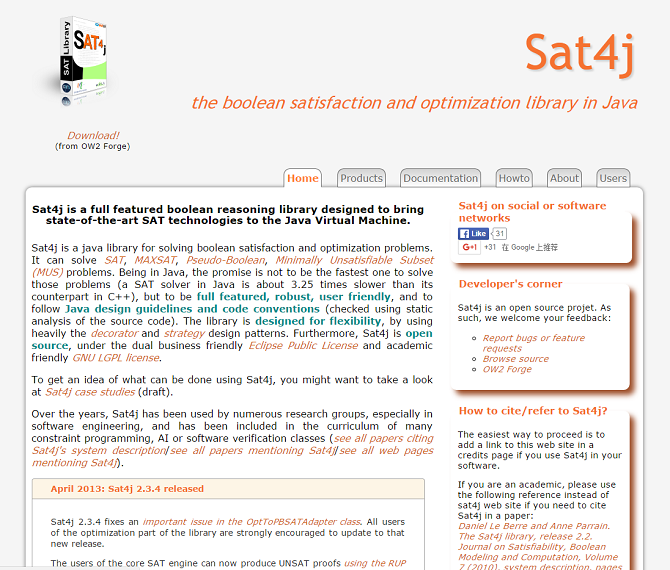 SAT Library
SAT4j
Sat4j
the boolean satisfaction and optimization library in Java
Download!
(from OW2 Forge)
Home
Products
Documentation
Howto
About
Users
Sat4j is a full featured boolean reasoning library designed to bring
state-of-the-art SAT technologies to the Java Virtual Machine.
Sat4j is a java library for solving boolean satisfaction and optimization problems.
It can solve SAT, MAXSAT, Pseudo-Boolean, Minimally Unsatisfiable Subset
(MUS) problems. Being in Java, the promise is not to be the fastest one to solve
those problems (a SAT solver in Java is about 3.25 times slower than its
counterpart in C++), but to be full featured, robust, user friendly, and to
follow Java design guidelines and code conventions (checked using static
analysis of the source code). The library is designed for flexibility, by using
heavily the decorator and strategy design patterns. Furthermore, Sat4j is open
source, under the dual business friendly Eclipse Public License and academic
friendly GNU LGPL license.
To get an idea of what can be done using Sat4j, you might want to take a look
at Sat4j case studies (draft).
Over the years, Sat4j has been used by numerous research groups, especially in
software engineering, and has been included in the curriculum of many
constraint programming, AI or software verification classes (see all papers citing
Sat4j's system description/see all papers mentioning Sat4j/see all web pages
mentioning Sat4j).
April 2013: Sat4j 2.3.4 released
Sat4j 2.3.4 fixes an important issue in the OptToPBSATAdapter class. All users
of the optimization part of the library are strongly encouraged to update to that
new release.
The users of the core SAT engine can now produce UNSAT proofs using the RUP
Sat4j on social or software
networks
Like 31
+1 +31 在 Google 上推荐
Developer's corner
Sat4j is an open source projet. As
such, we welcome your feedback:
Report bugs or feature
requests
Browse source
OW2 Forge
How to cite/refer to Sat4j?
The easiest way to proceed is to
add a link to this web site in a
credits page if you use Sat4j in your
software.
If you are an academic, please use
the following reference instead of
sat4j web site if you need to cite
Sat4j in a paper:
Daniel Le Berre and Anne Parrain.
The Sat4j library, release 2.2.
Journal on Satisfiability, Boolean
Modeling and Computation, Volume
7 (2010), system description, pages